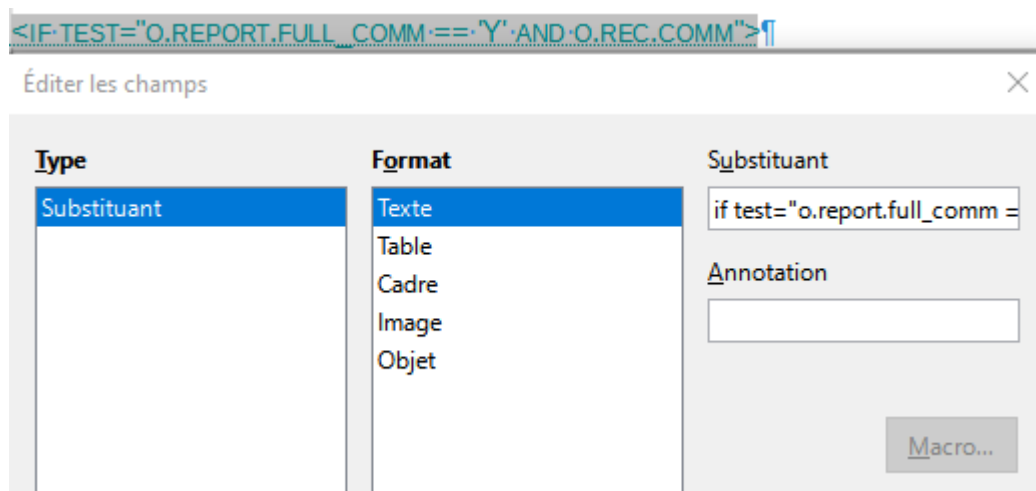 <IF·TEST="O.REPORT.FULL_COMM·==·'Y'·AND·O.REC.COMM">¶
Éditer les champs
Type
Format
Substituant
Substituant
Texte
if test="o.report.full_comm =
Table
Cadre
Annotation
Image
Objet
Macro...